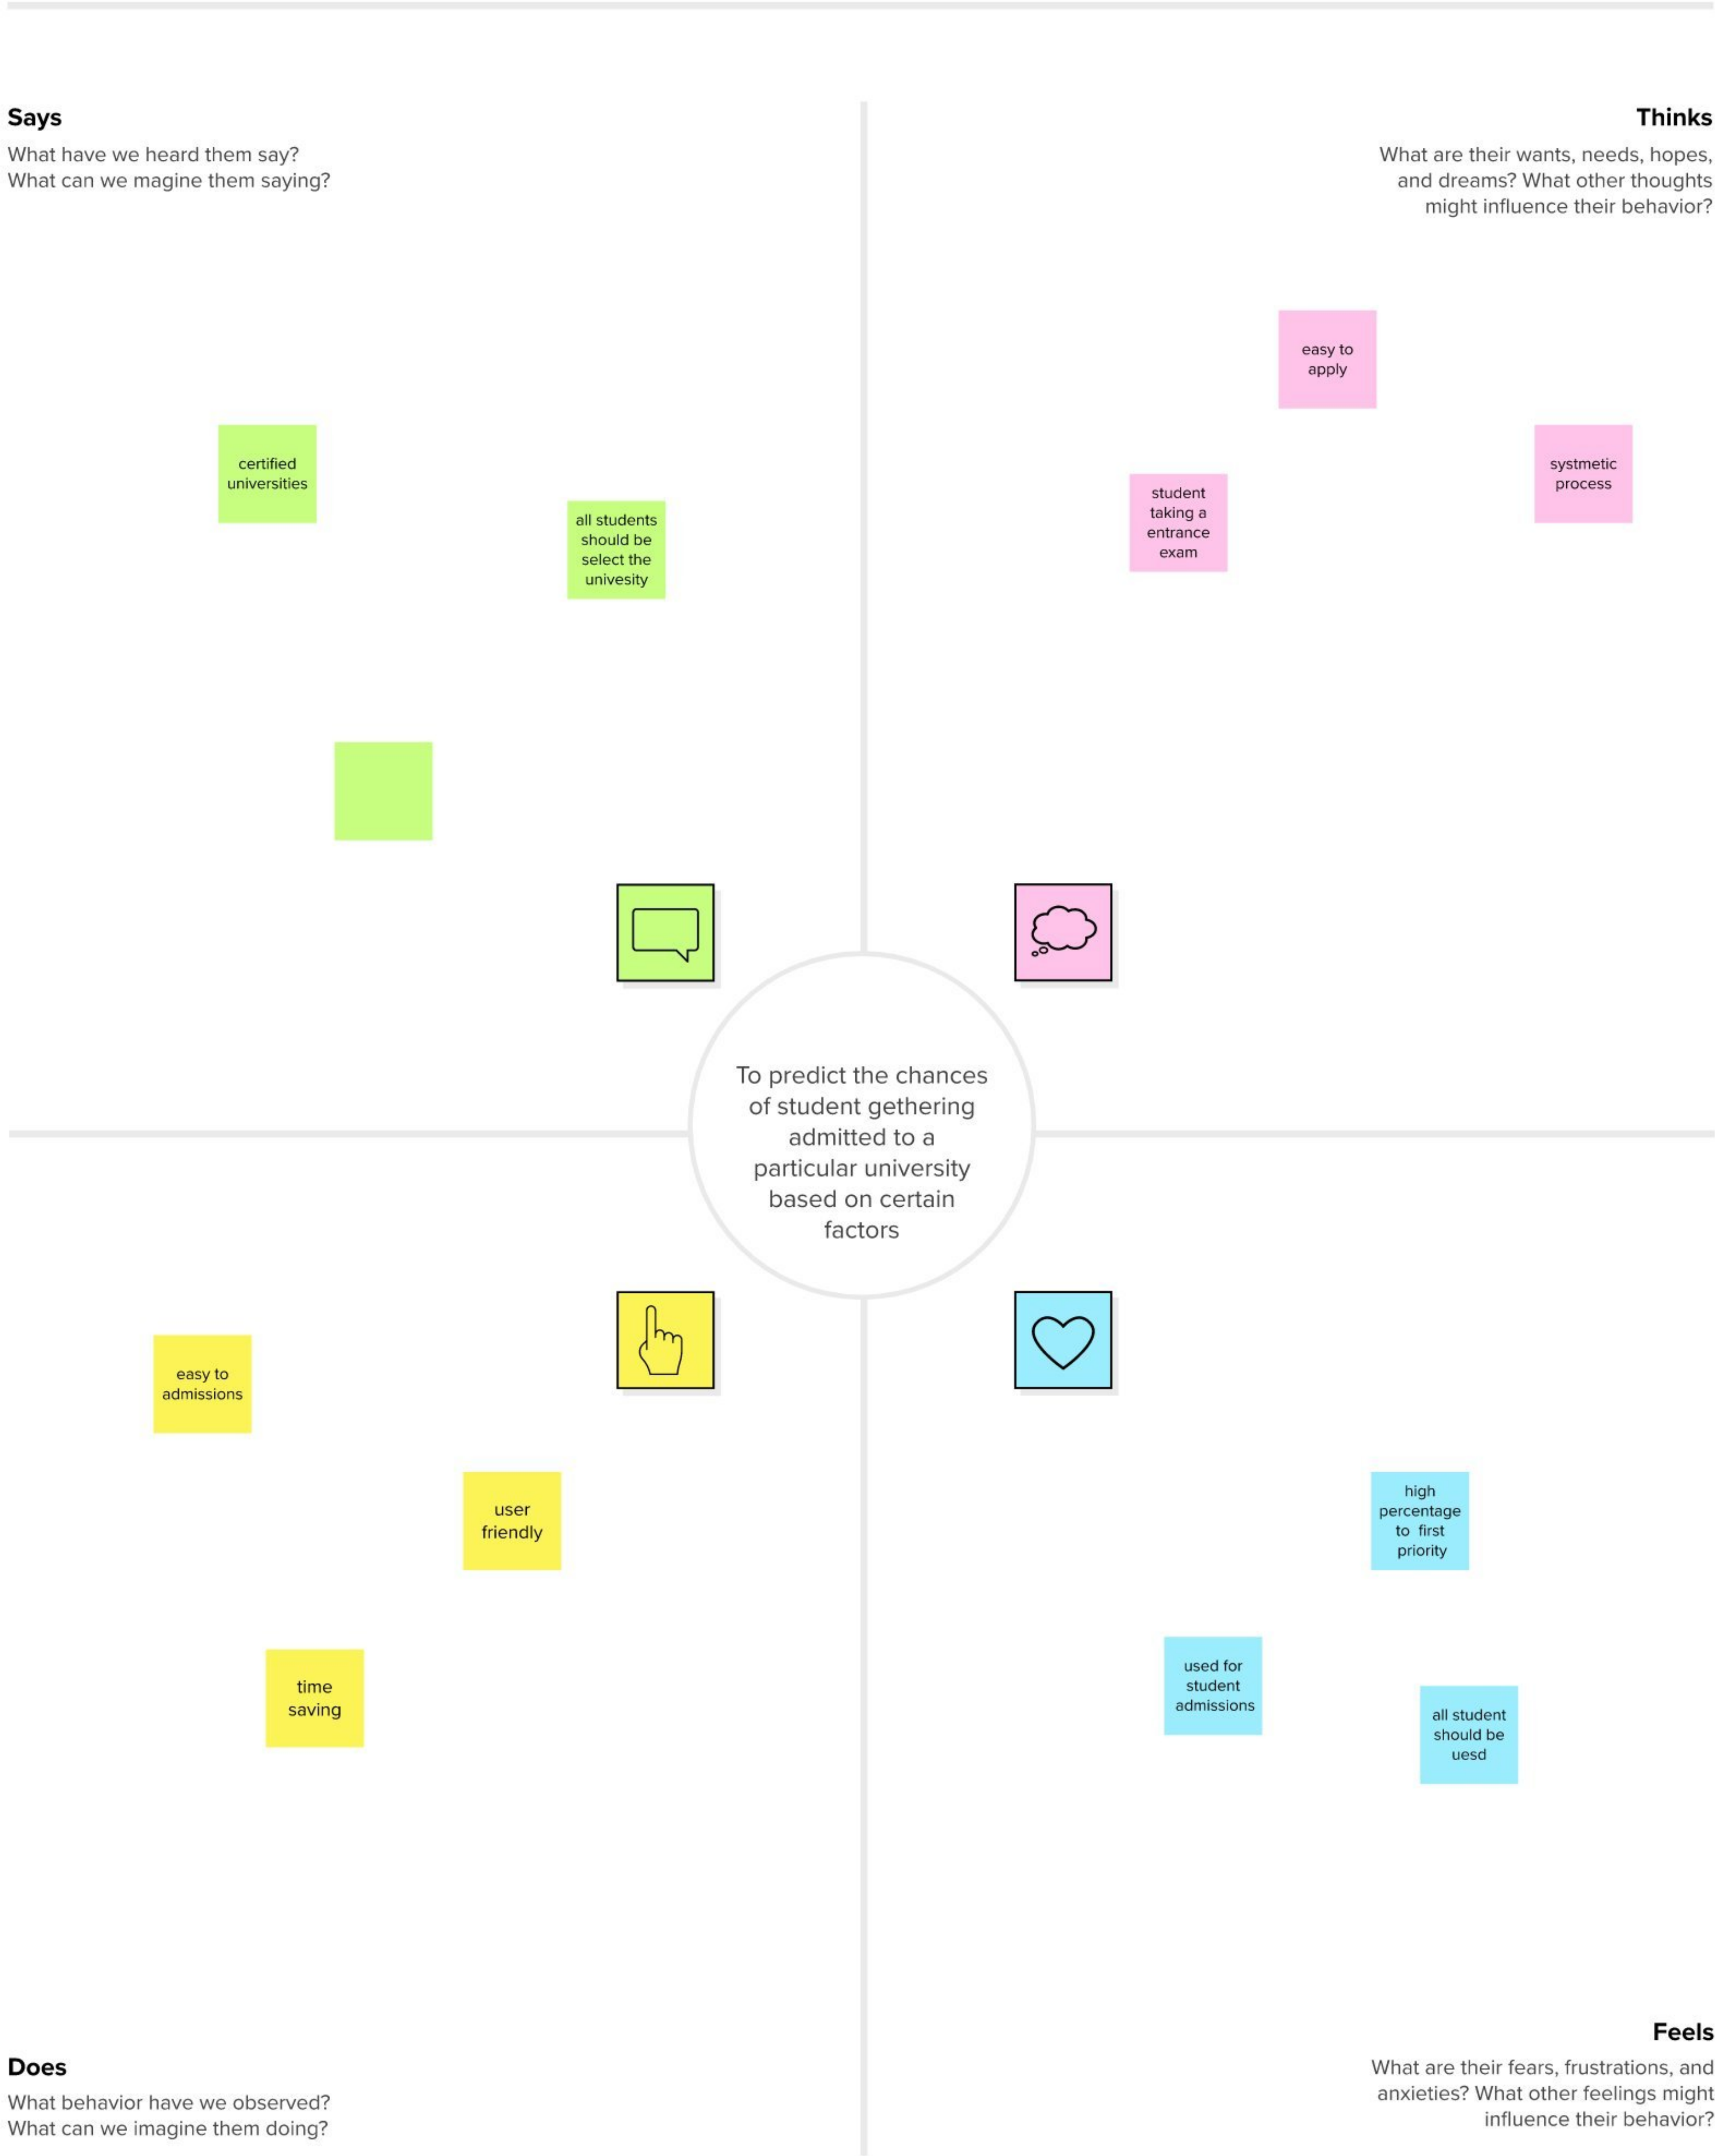 Says
What have we heard them say?
What can we magine them saying?
Thinks
What are their wants, needs, hopes,
and dreams? What other thoughts
might influence their behavior?
certified
universities
all students
should be
select the
univesity
easy to
apply
student
taking a
entrance
exam
systmetic
process
To predict the chances
of student gethering
admitted to a
particular university
based on certain
factors
easy to
admissions
user
friendly
time
saving
high
percentage
to first
priority
used for
student
admissions
all student
should be
uesd
Does
What behavior have we observed?
What can we imagine them doing?
Feels
What are their fears, frustrations, and
anxieties? What other feelings might
influence their behavior?